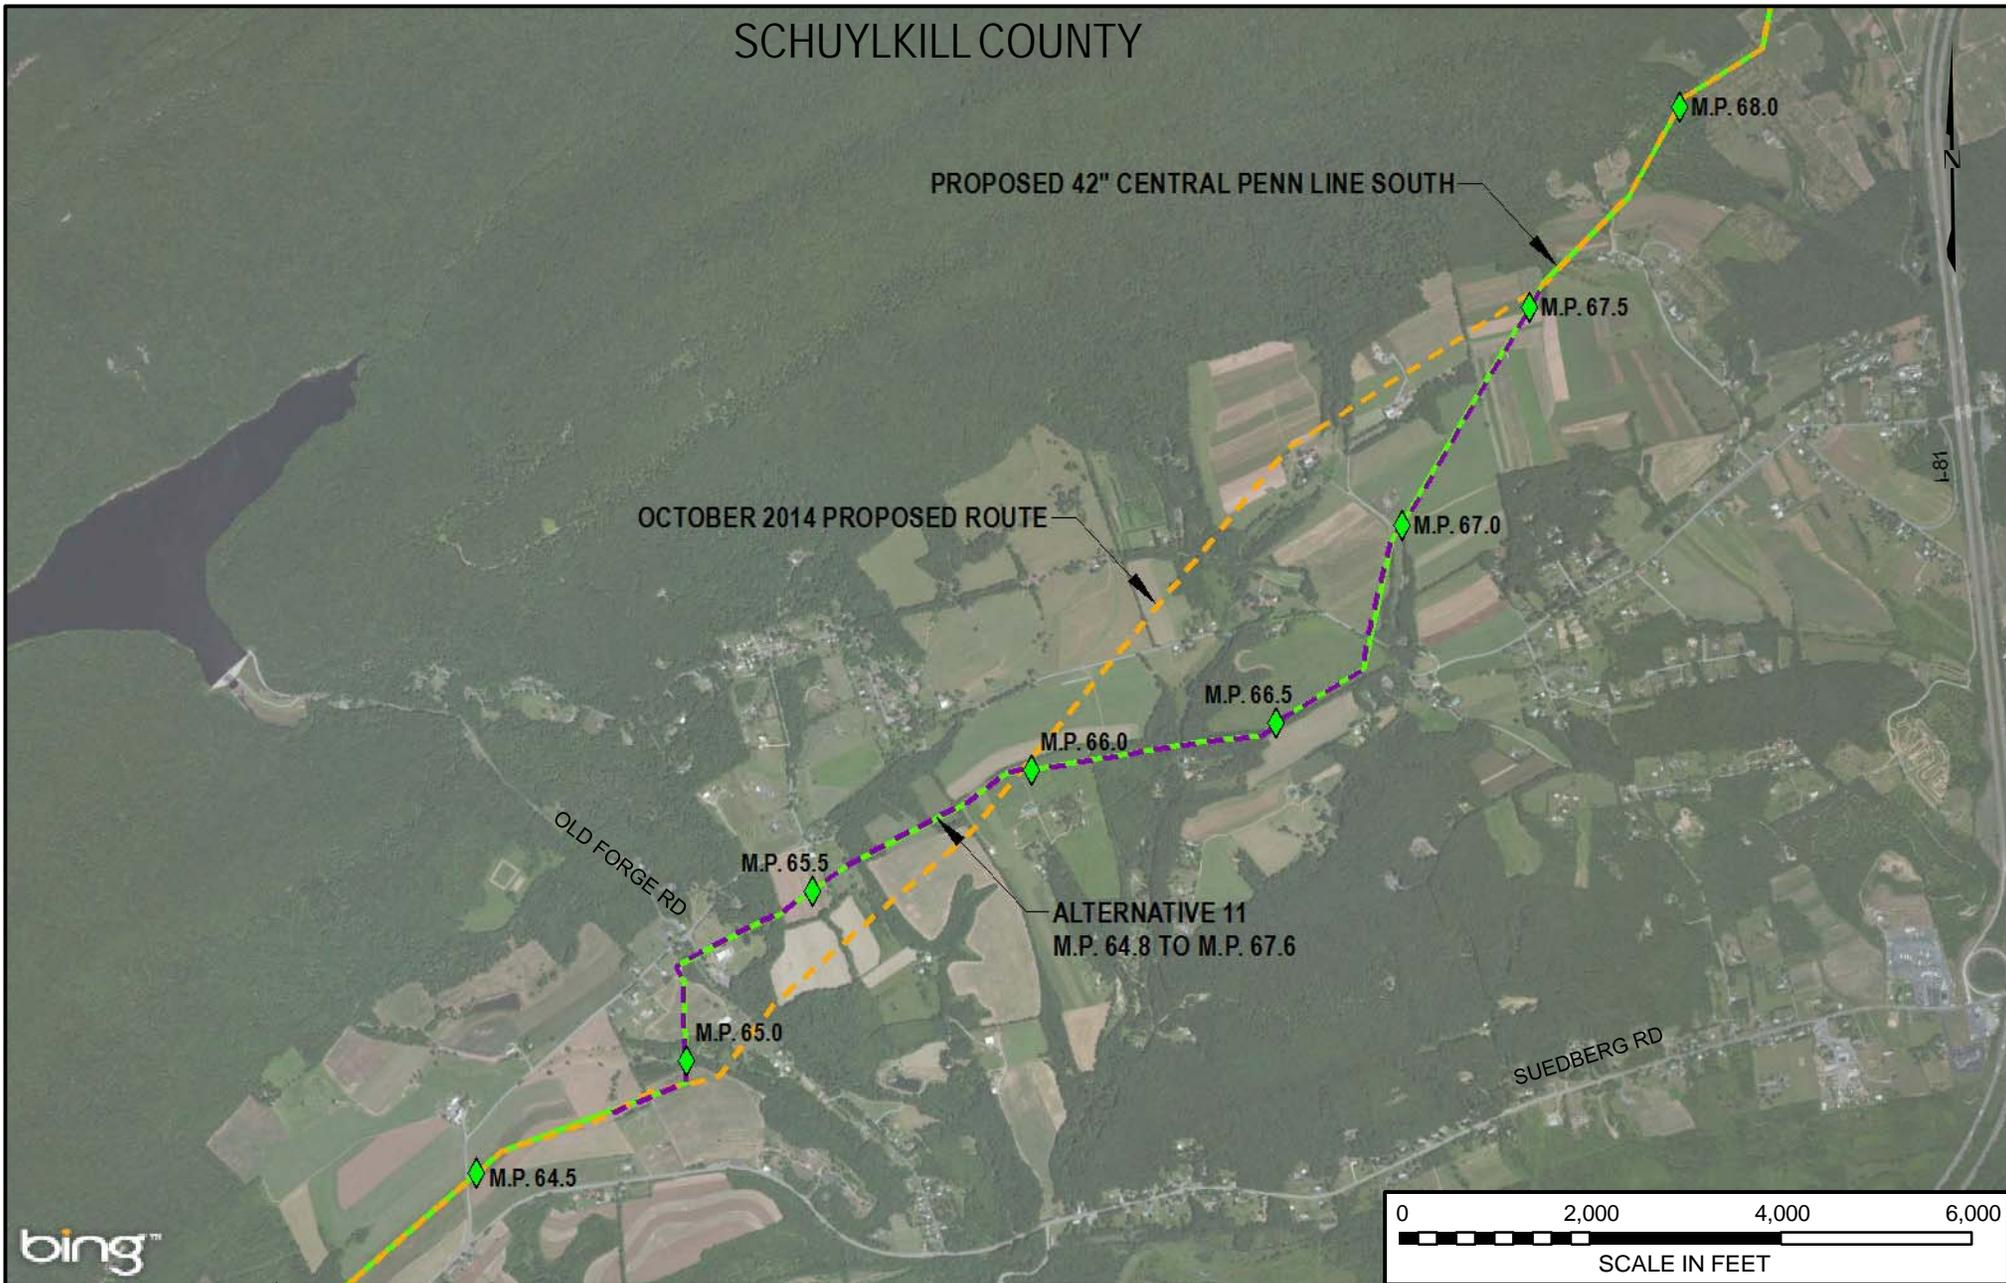 SCHUYLKILL COUNTY
M.P. 68.0
N
PROPOSED 42" CENTRAL PENN LINE SOUTH
M.P. 67.5
I-81
OCTOBER 2014 PROPOSED ROUTE
M.P. 67.0
M.P. 66.5
M.P. 66.0
OLD FORGE RD
M.P. 65.5
ALTERNATIVE 11
M.P. 64.8 TO M.P. 67.6
M.P. 65.0
SUEDBERG RD
M.P. 64.5
bing™
0 2,000 4,000 6,000
SCALE IN FEET